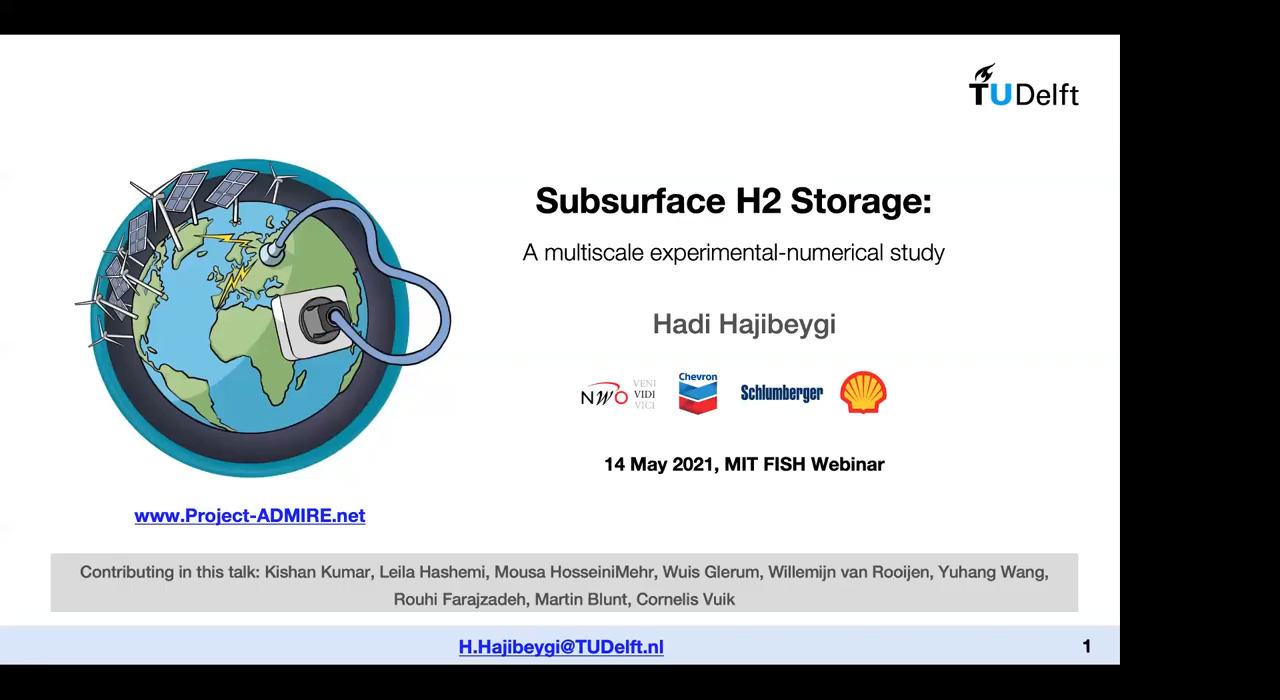 TUDelft
Subsurface H2 Storage:
A multiscale experimental-numerical study
Hadi Hajibeygi
NWO
VENI
VIDI
VICI
Chevron
Schlumberger
14 May 2021, MIT FISH Webinar
www.Project-ADMIRE.net
Contributing in this talk: Kishan Kumar, Leila Hashemi, Mousa HosseiniMehr, Wuis Glerum, Willemijn van Rooijen, Yuhang Wang,
Rouhi Farajzadeh, Martin Blunt, Cornelis Vuik
H.Hajibeygi@TUDelft.nl
1